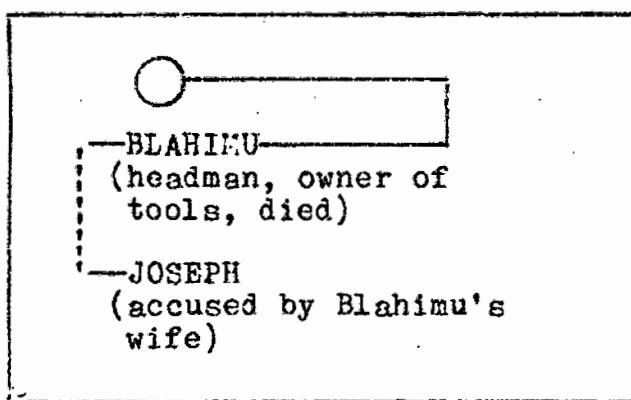 BLAHIMU
(headman, owner of
tools, died)
JOSEPH
(accused by Blahimu's
wife)